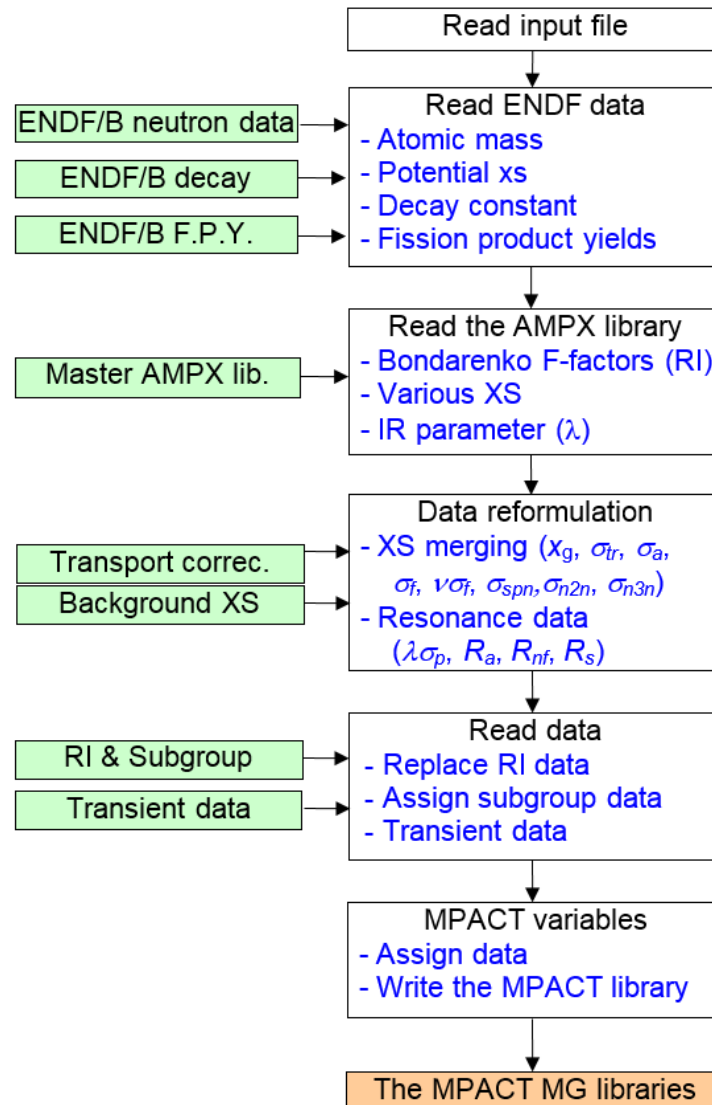 Read input file
Read ENDF data
ENDF/B neutron data
- Atomic mass
- Potential xs
ENDF/B decay
- Decay constant
ENDF/B F.P.Y.
- Fission product yields
Read the AMPX library
- Bondarenko F-factors (RI)
Master AMPX lib.
- Various XS
- IR parameter (λ)
Data reformulation
- XS merging (xg, σtr, σa,
Transport correc.
σf, νσf, σspn,σn2n, σn3n)
Background XS
- Resonance data
(λσp, Ra, Rnf, Rs)
Read data
RI & Subgroup
- Replace RI data
- Assign subgroup data
Transient data
- Transient data
MPACT variables
- Assign data
- Write the MPACT library
The MPACT MG libraries